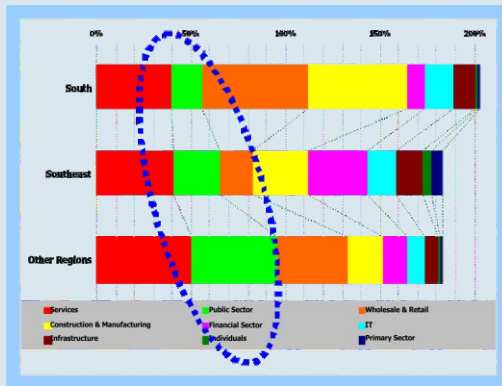 0% 50% 100% 150% 200%
South
Southeast
Other Regions
Services Public Sector Wholesale & Retail
Construction & Manufacturing Financial Sector IT
Infrastructure Individuals Primary Sector